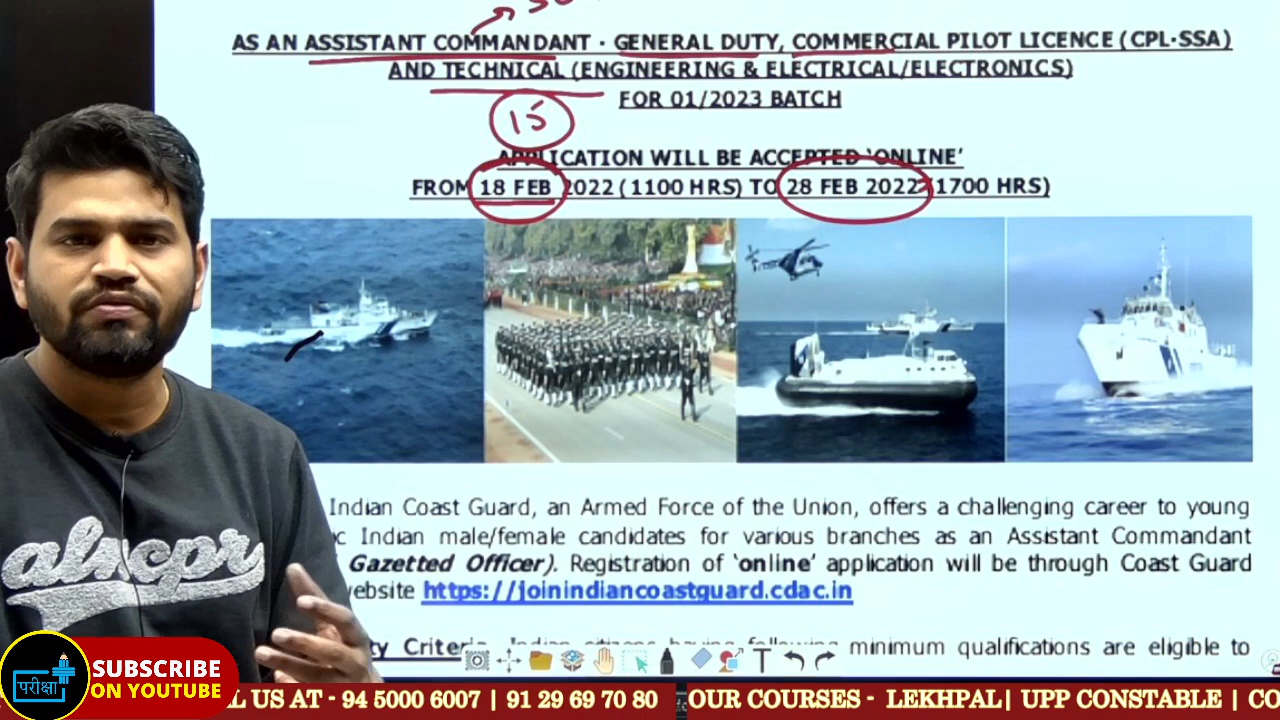 AS AN ASSISTANT COMMANDANT - GENERAL DUTY, COMMERCIAL PILOT LICENCE (CPL-SSA)
AND TECHNICAL (ENGINEERING & ELECTRICAL/ELECTRONICS)
FOR 01/2023 BATCH
15
APPLICATION WILL BE ACCEPTED 'ONLINE'
FROM 18 FEB 2022 (1100 HRS) TO 28 FEB 2022 (1700 HRS)
Indian Coast Guard, an Armed Force of the Union, offers a challenging career to young
Indian male/female candidates for various branches as an Assistant Commandant
Gazetted Officer). Registration of 'online' application will be through Coast Guard
website https://joinindiancoastguard.cdac.in
Indian citizens having following minimum qualifications are eligible to
परीक्षा
SUBSCRIBE
ON YOUTUBE
US AT - 94 5000 6007 | 91 29 69 70 80 OUR COURSES - LEKHPAL| UPP CONSTABLE |